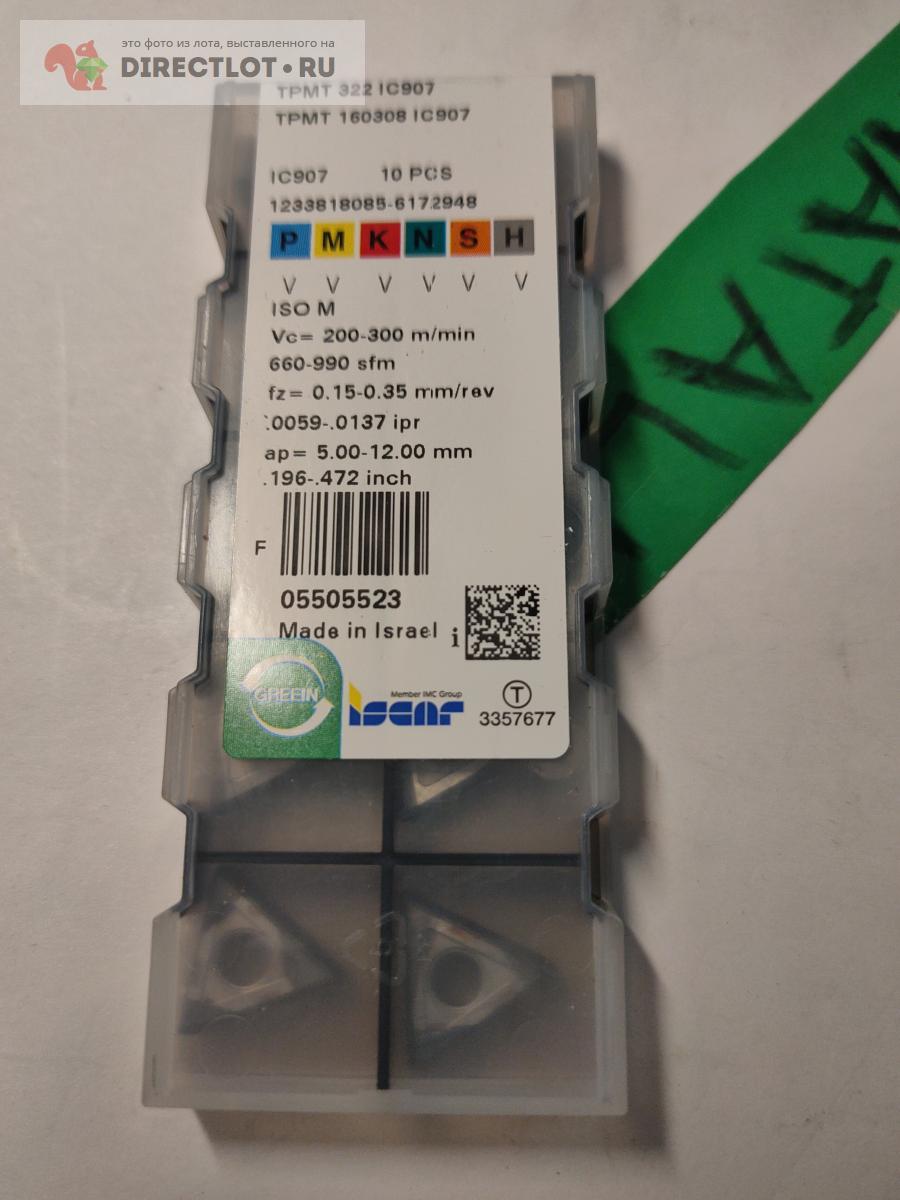 это фото из лота, выставленного на
DIRECTLOT.RU
TPMT 322 IC907
TPMT 160308 IC907
IC907 10 PCS
1233818085-6172948
P M K N S H
V V V V V V
ISO M
Vc= 200-300 m/min
660-990 sfm
fz= 0.15-0.35 mm/rev
.0059-.0137 ipr
ap= 5.00-12.00 mm
.196-.472 inch
F
05505523
Made in Israel
i
GREEIN
Member IMC Group
iscar
T
3357677